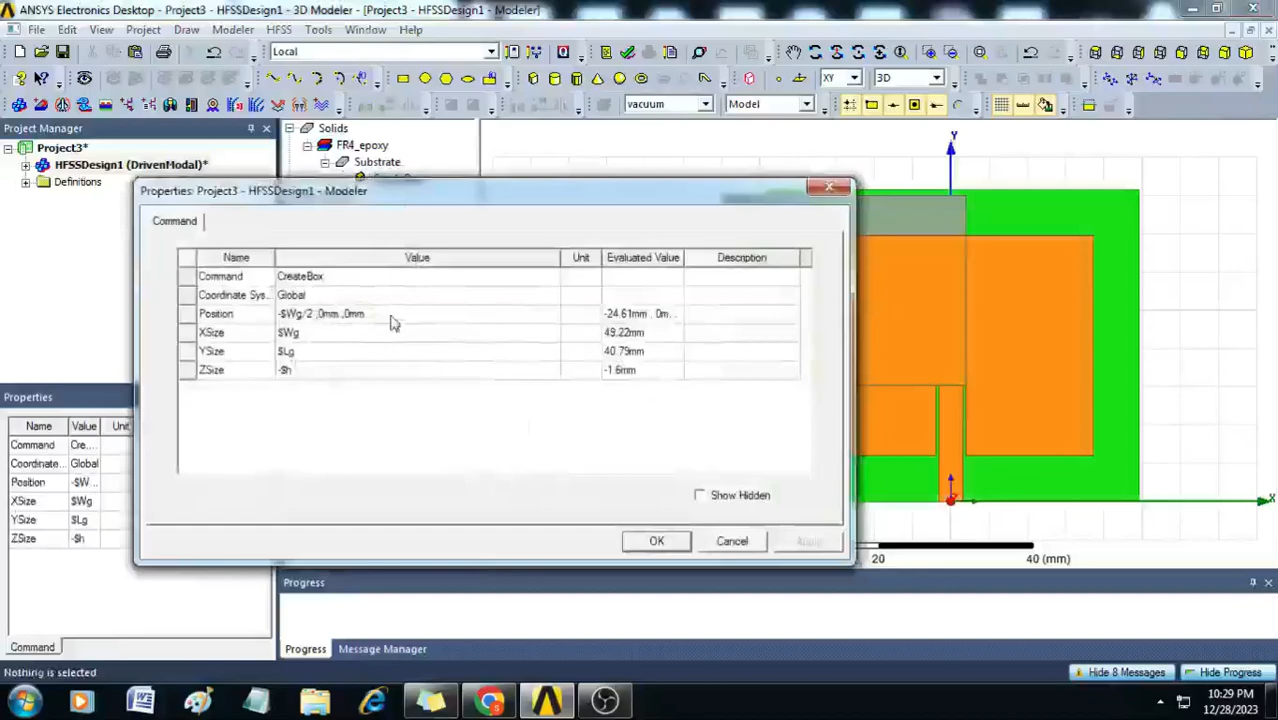 ANSYS Electronics Desktop - Project3 - HFSSDesign1 - 3D Modeler - [Project3 - HFSSDesign1 - Modeler]
File Edit View Project Draw Modeler HFSS Tools Window Help
Local
XY 3D
vacuum Model
Project Manager
Project3*
HFSSDesign1 (DrivenModal)*
Definitions
Solids
FR4_epoxy
Substrate
Properties: Project3 - HFSSDesign1 - Modeler
Command
Name Value Unit Evaluated Value Description
Command CreateBox
Coordinate Sys... Global
Position -$Wg/2 ,0mm ,0mm -24.61mm , 0m...
XSize $Wg 49.22mm
YSize $Lg 40.79mm
ZSize -$h -1.6mm
Show Hidden
OK Cancel Apply
Properties
Name Value Unit
Command Cre...
Coordinate... Global
Position -$W...
XSize $Wg
YSize $Lg
ZSize -$h
Command
Y
X
20 40 (mm)
Progress
Progress Message Manager
Nothing is selected
Hide 8 Messages Hide Progress
10:29 PM
12/28/2023